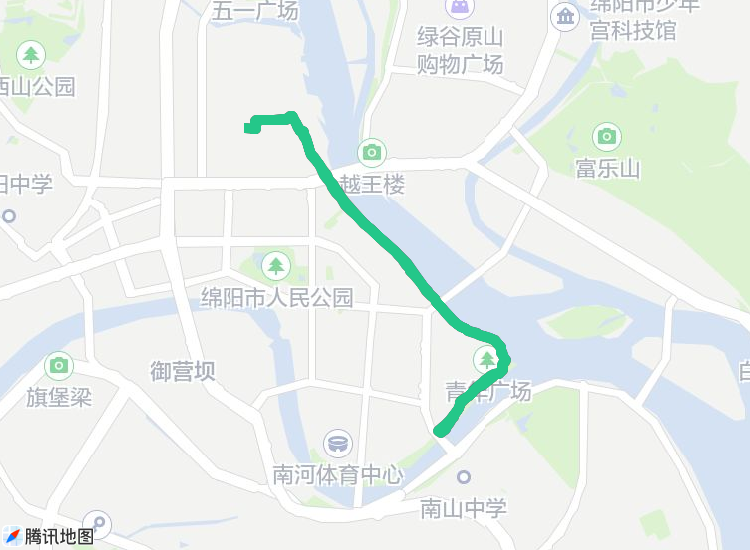 五一广场
绵阳市少年
宫科技馆
绿谷原山
购物广场
西山公园
富乐山
阳中学
越王楼
绵阳市人民公园
御营坝
旗堡梁
青年广场
南河体育中心
南山中学
白
腾讯地图